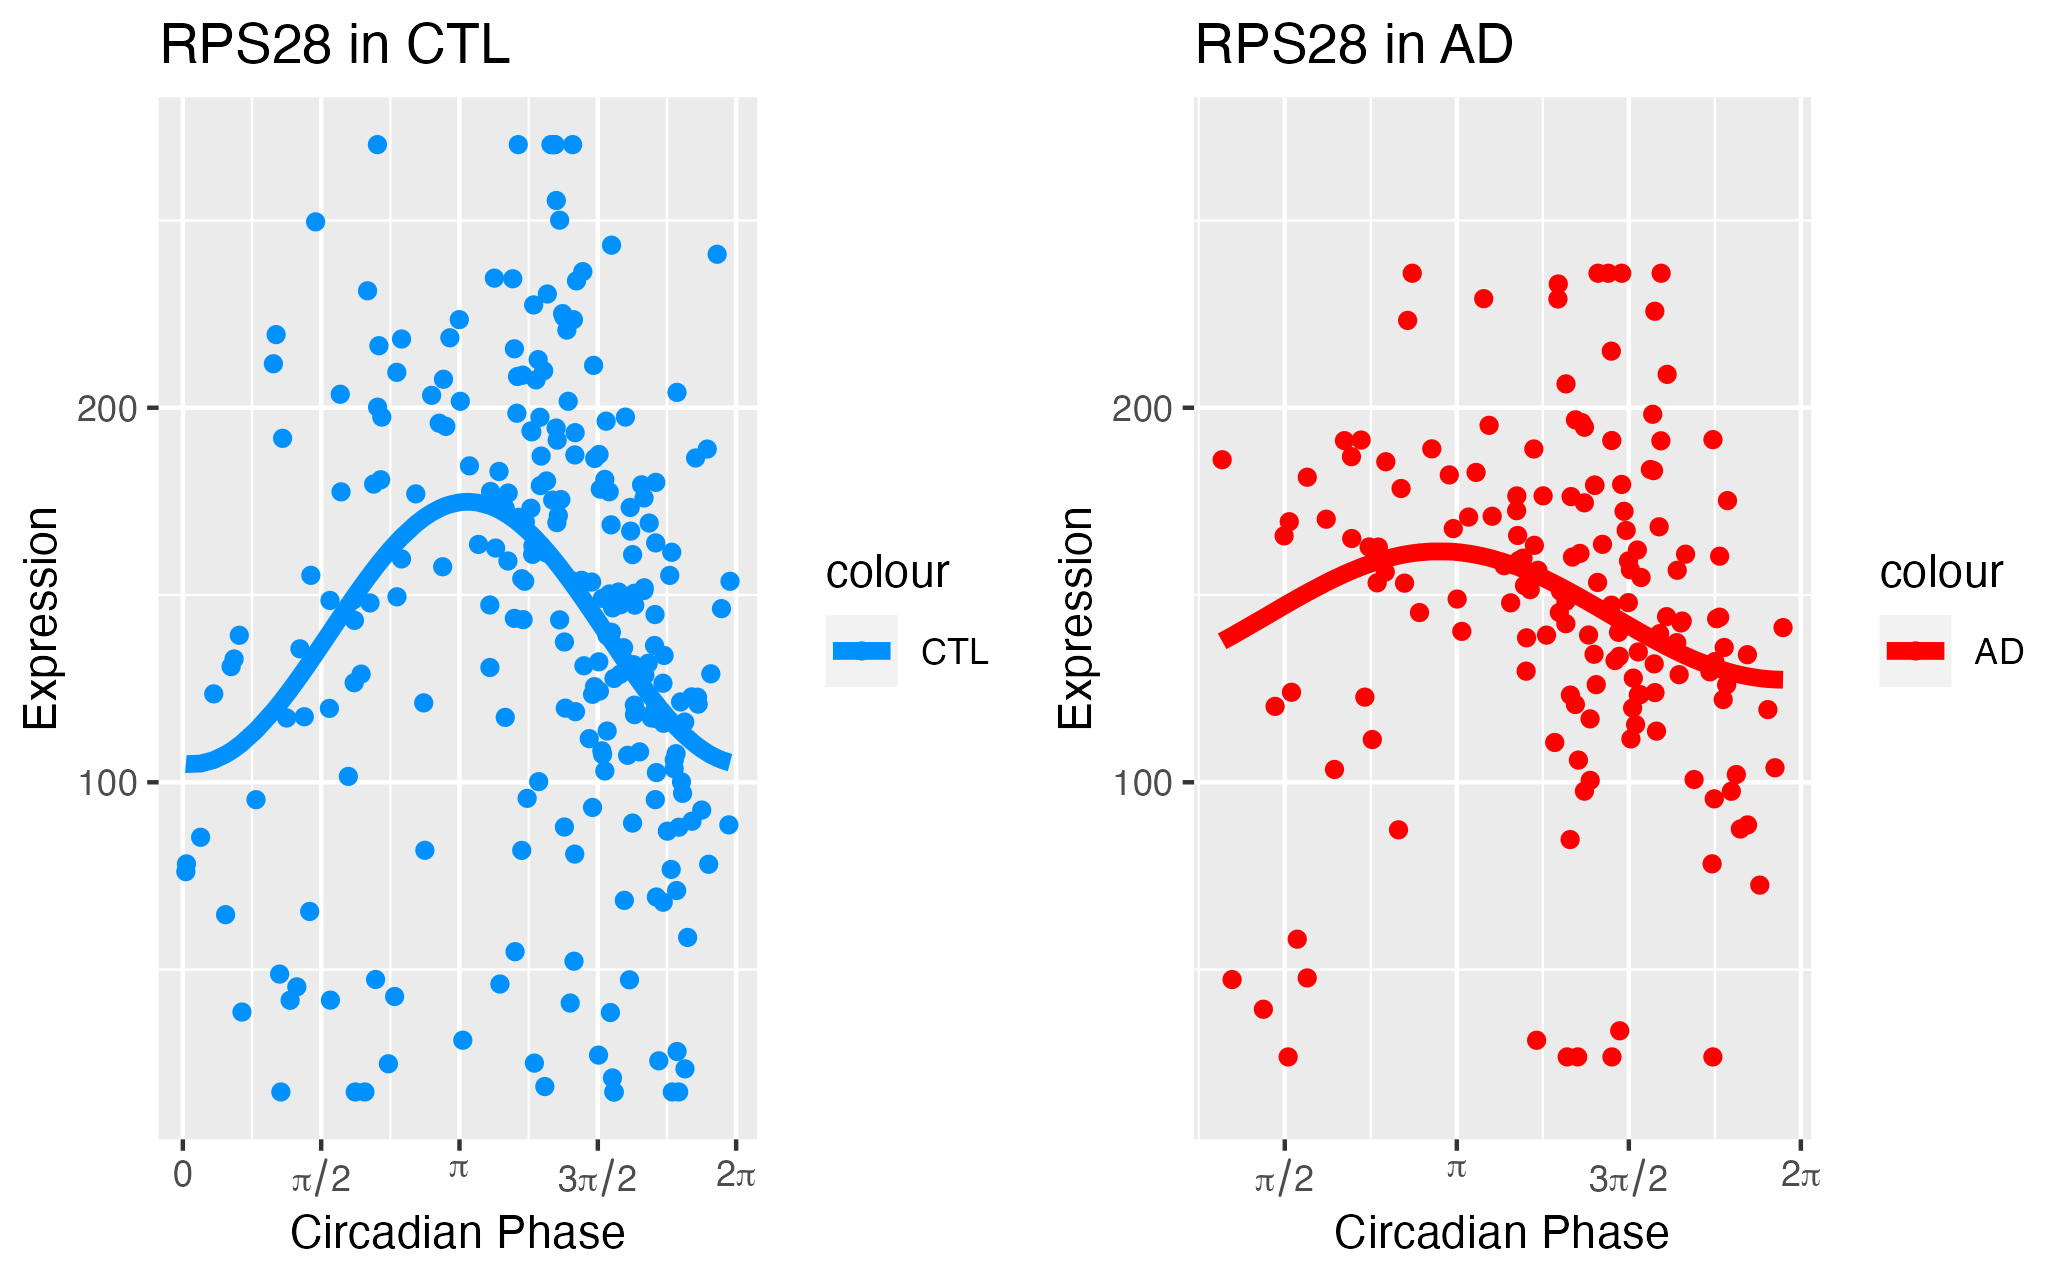 RPS28 in CTL
Expression
200
100
0
π/2
π
3π/2
2π
Circadian Phase
colour
CTL
RPS28 in AD
Expression
200
100
π/2
π
3π/2
2π
Circadian Phase
colour
AD